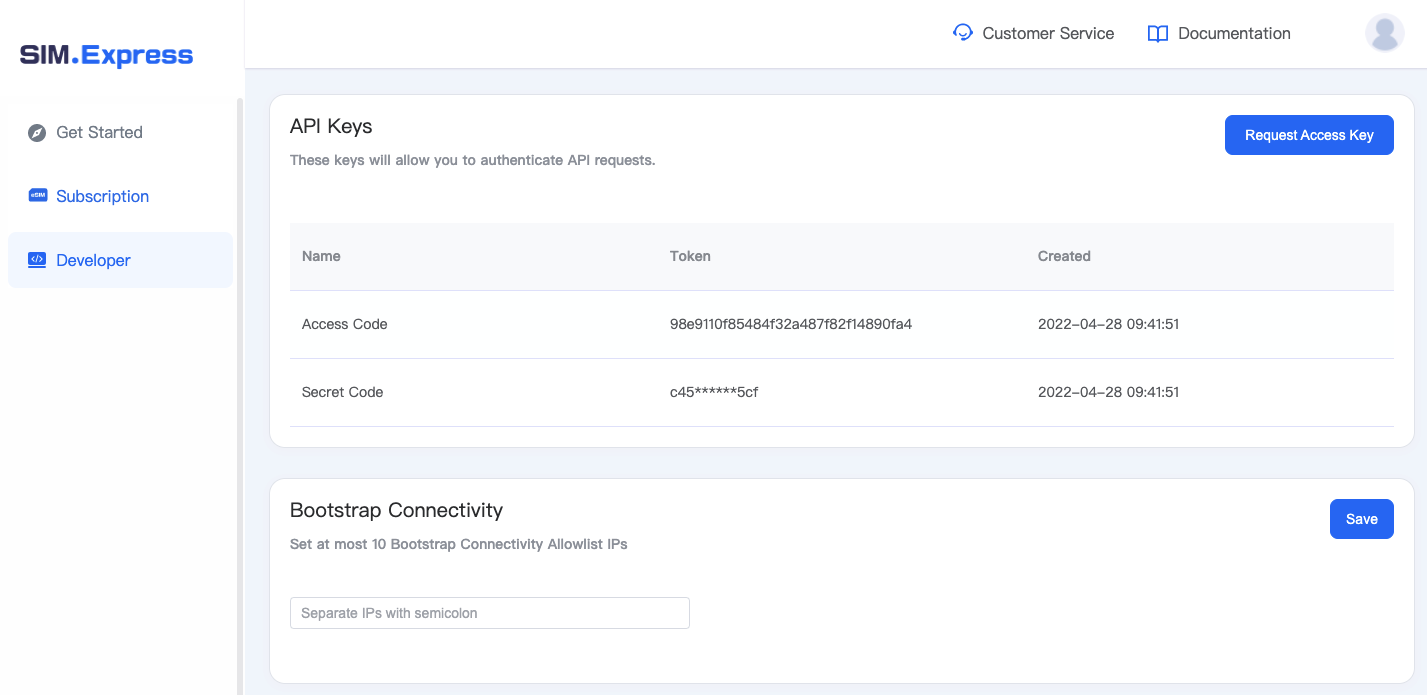 SIM.Express
Customer Service
Documentation
Get Started
eSIM
Subscription
Developer
API Keys
These keys will allow you to authenticate API requests.
Request Access Key
Name Token Created
Access Code 98e9110f85484f32a487f82f14890fa4 2022-04-28 09:41:51
Secret Code c45******5cf 2022-04-28 09:41:51
Bootstrap Connectivity
Set at most 10 Bootstrap Connectivity Allowlist IPs
Save
Separate IPs with semicolon